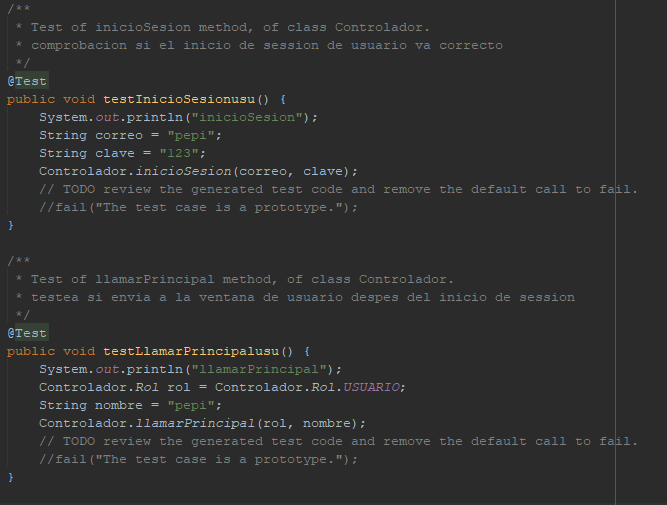 /**
 * Test of inicioSesion method, of class Controlador.
 * comprobacion si el inicio de session de usuario va correcto
 */
@Test
public void testInicioSesionusu() {
    System.out.println("inicioSesion");
    String correo = "pepi";
    String clave = "123";
    Controlador.inicioSesion(correo, clave);
    // TODO review the generated test code and remove the default call to fail.
    //fail("The test case is a prototype.");
}
/**
 * Test of llamarPrincipal method, of class Controlador.
 * testea si envia a la ventana de usuario despes del inicio de session
 */
@Test
public void testLlamarPrincipalusu() {
    System.out.println("llamarPrincipal");
    Controlador.Rol rol = Controlador.Rol.USUARIO;
    String nombre = "pepi";
    Controlador.llamarPrincipal(rol, nombre);
    // TODO review the generated test code and remove the default call to fail.
    //fail("The test case is a prototype.");
}